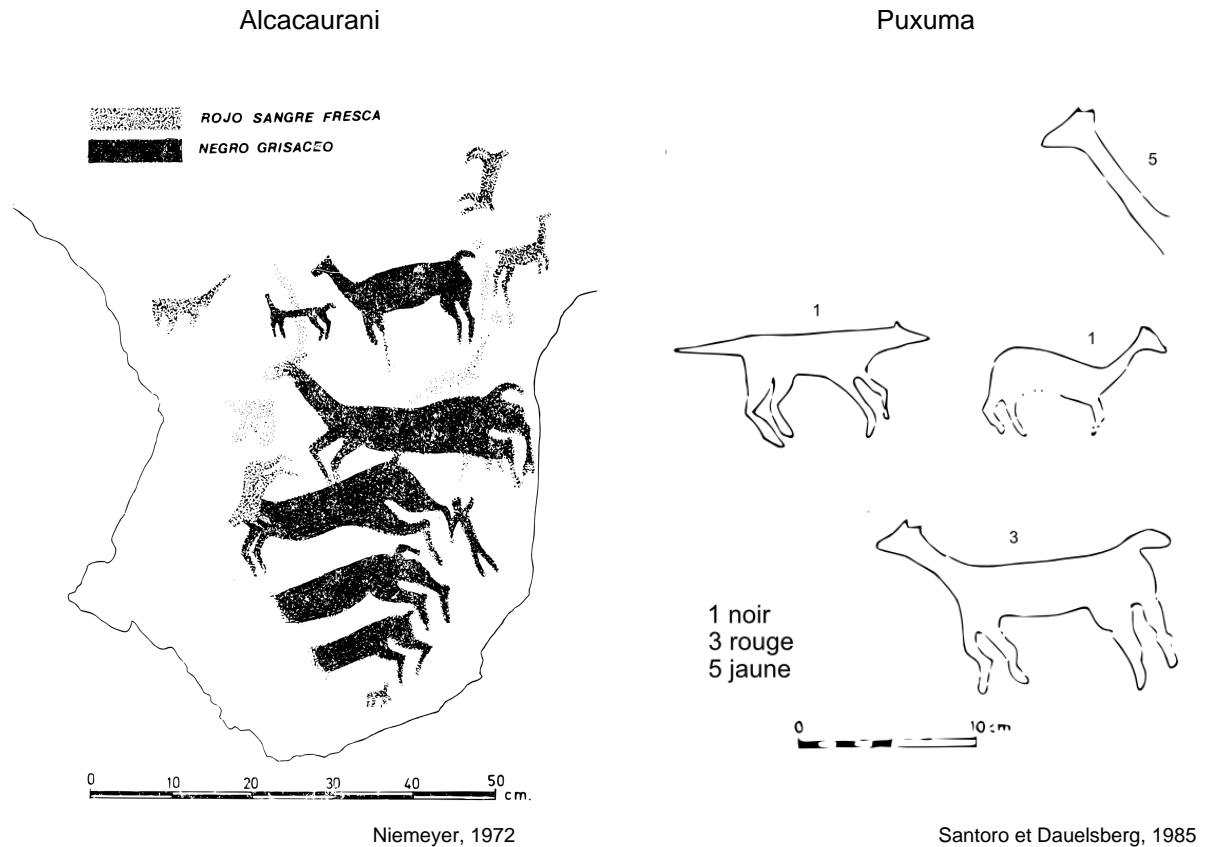 Alcacaurani
ROJO SANGRE FRESCA
NEGRO GRISACEO
0 10 20 30 40 50 cm.
Niemeyer, 1972
Puxuma
5
1
1
3
1 noir
3 rouge
5 jaune
0 10 cm
Santoro et Dauelsberg, 1985